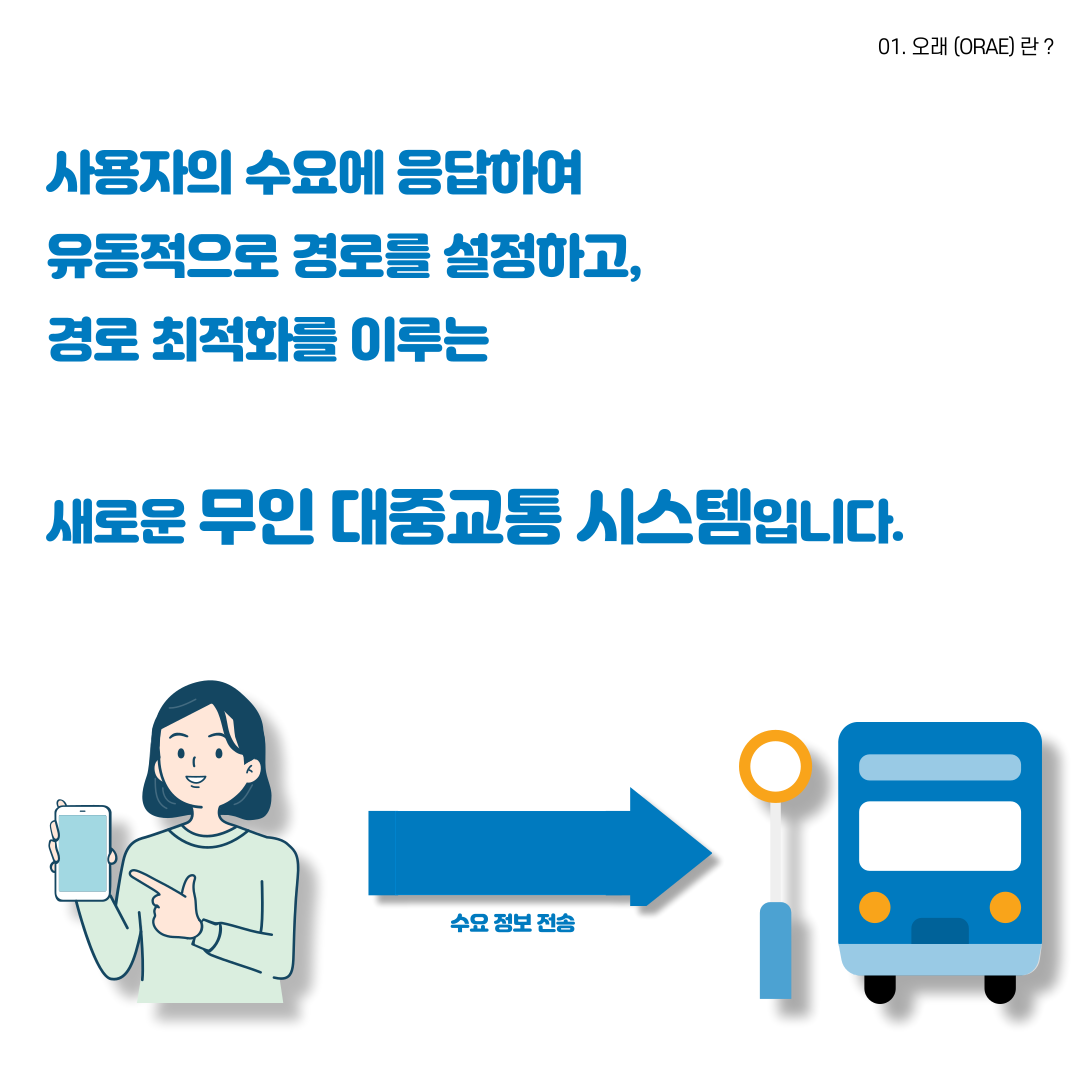 01. 오래 (ORAE) 란 ?
사용자의 수요에 응답하여
유동적으로 경로를 설정하고,
경로 최적화를 이루는
새로운 무인 대중교통 시스템입니다.
수요 정보 전송